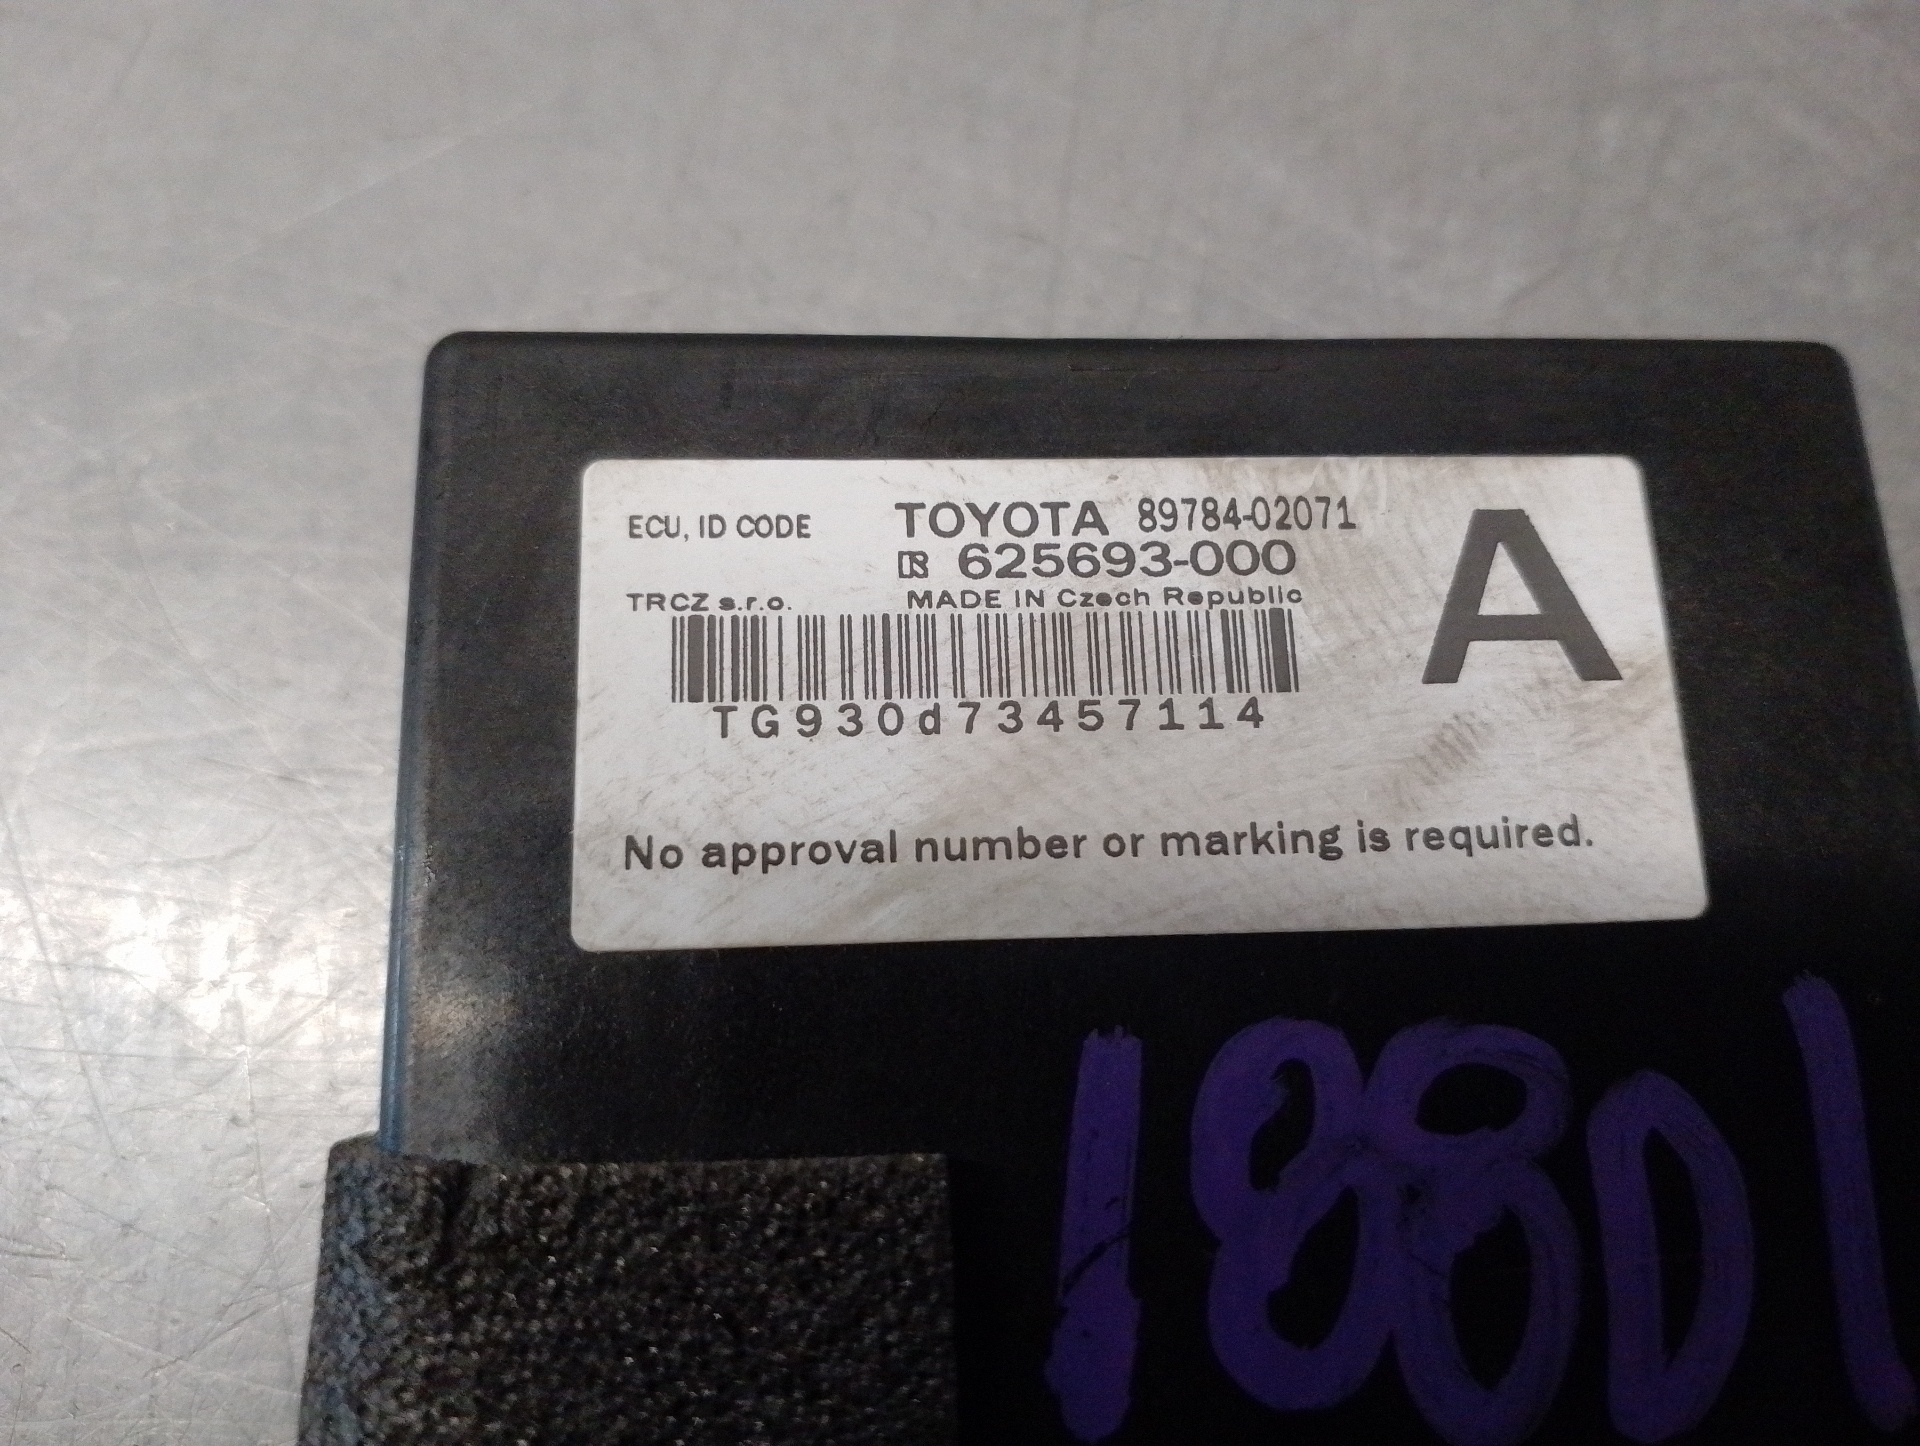 ECU, ID CODE TOYOTA 89784-02071
625693-000
TRCZ s.r.o. MADE IN Czech Republic
A
TG930d73457114
No approval number or marking is required.
188D1